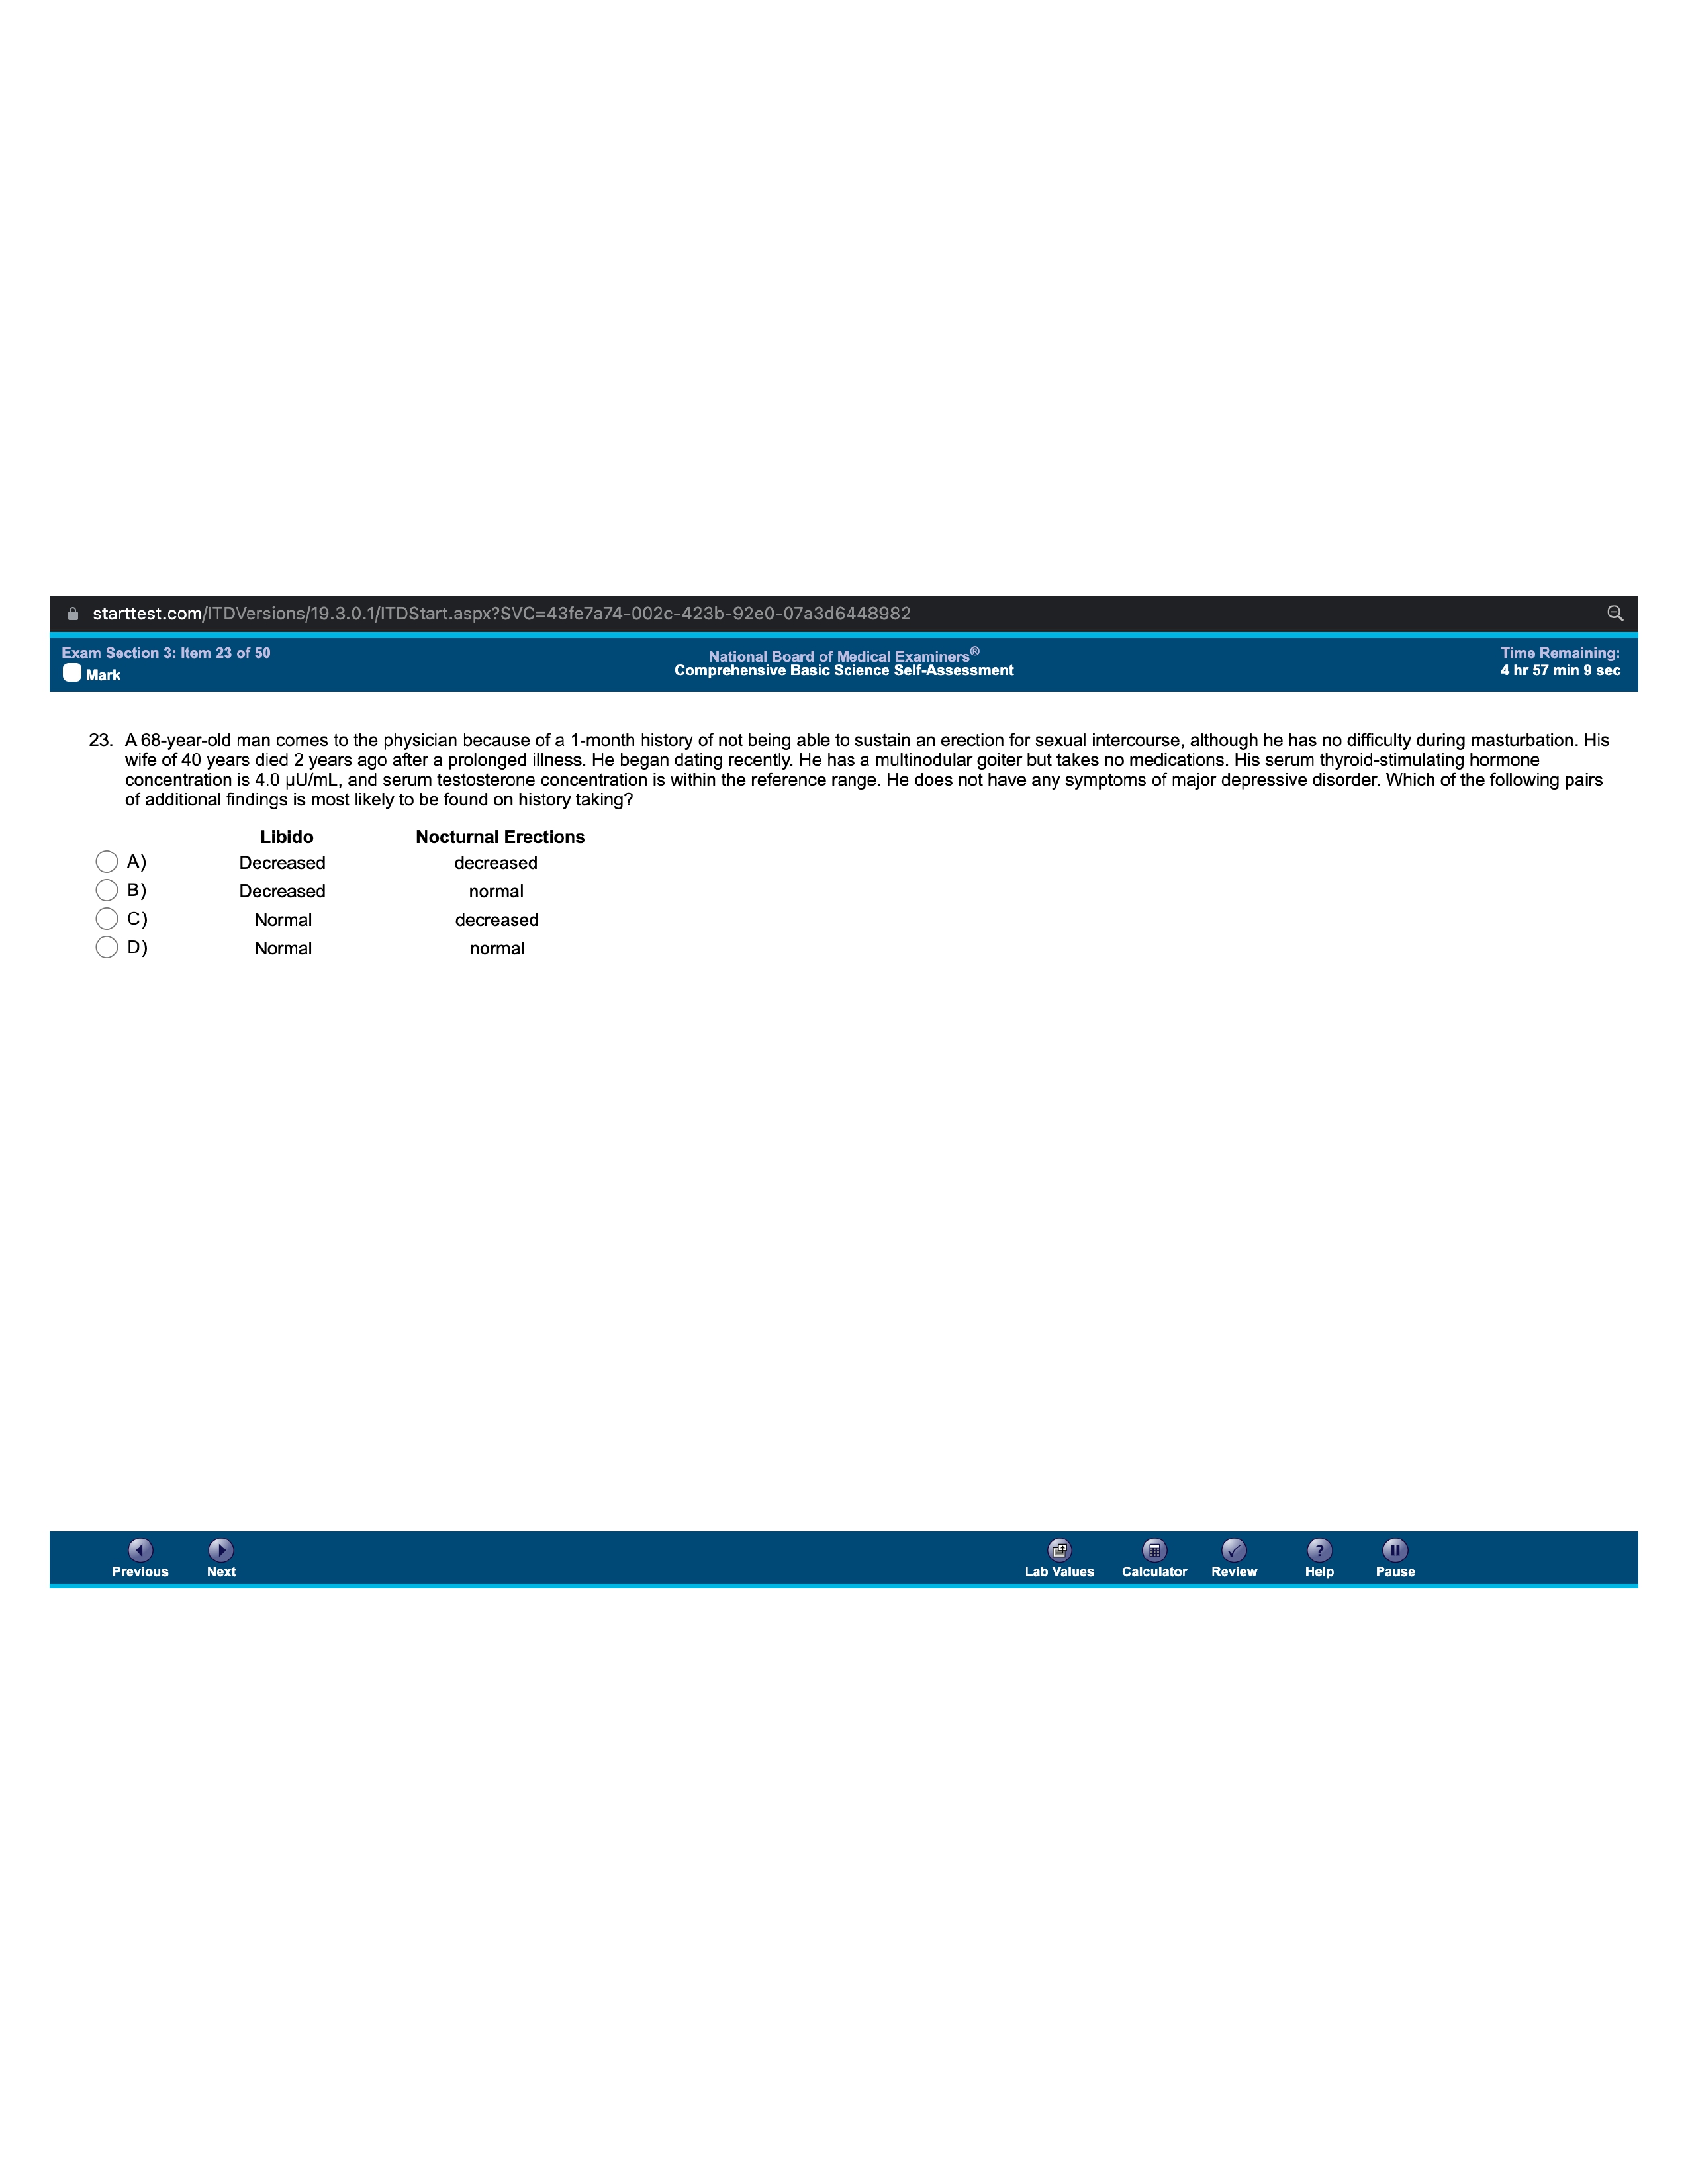 starttest.com/ITDVersions/19.3.0.1/ITDStart.aspx?SVC=43fe7a74-002c-423b-92e0-07a3d6448982
Exam Section 3: Item 23 of 50
Mark
National Board of Medical Examiners®
Comprehensive Basic Science Self-Assessment
Time Remaining:
4 hr 57 min 9 sec
23. A 68-year-old man comes to the physician because of a 1-month history of not being able to sustain an erection for sexual intercourse, although he has no difficulty during masturbation. His
wife of 40 years died 2 years ago after a prolonged illness. He began dating recently. He has a multinodular goiter but takes no medications. His serum thyroid-stimulating hormone
concentration is 4.0 μU/mL, and serum testosterone concentration is within the reference range. He does not have any symptoms of major depressive disorder. Which of the following pairs
of additional findings is most likely to be found on history taking?
Libido Nocturnal Erections
A) Decreased decreased
B) Decreased normal
C) Normal decreased
D) Normal normal
Previous Next Lab Values Calculator Review Help Pause